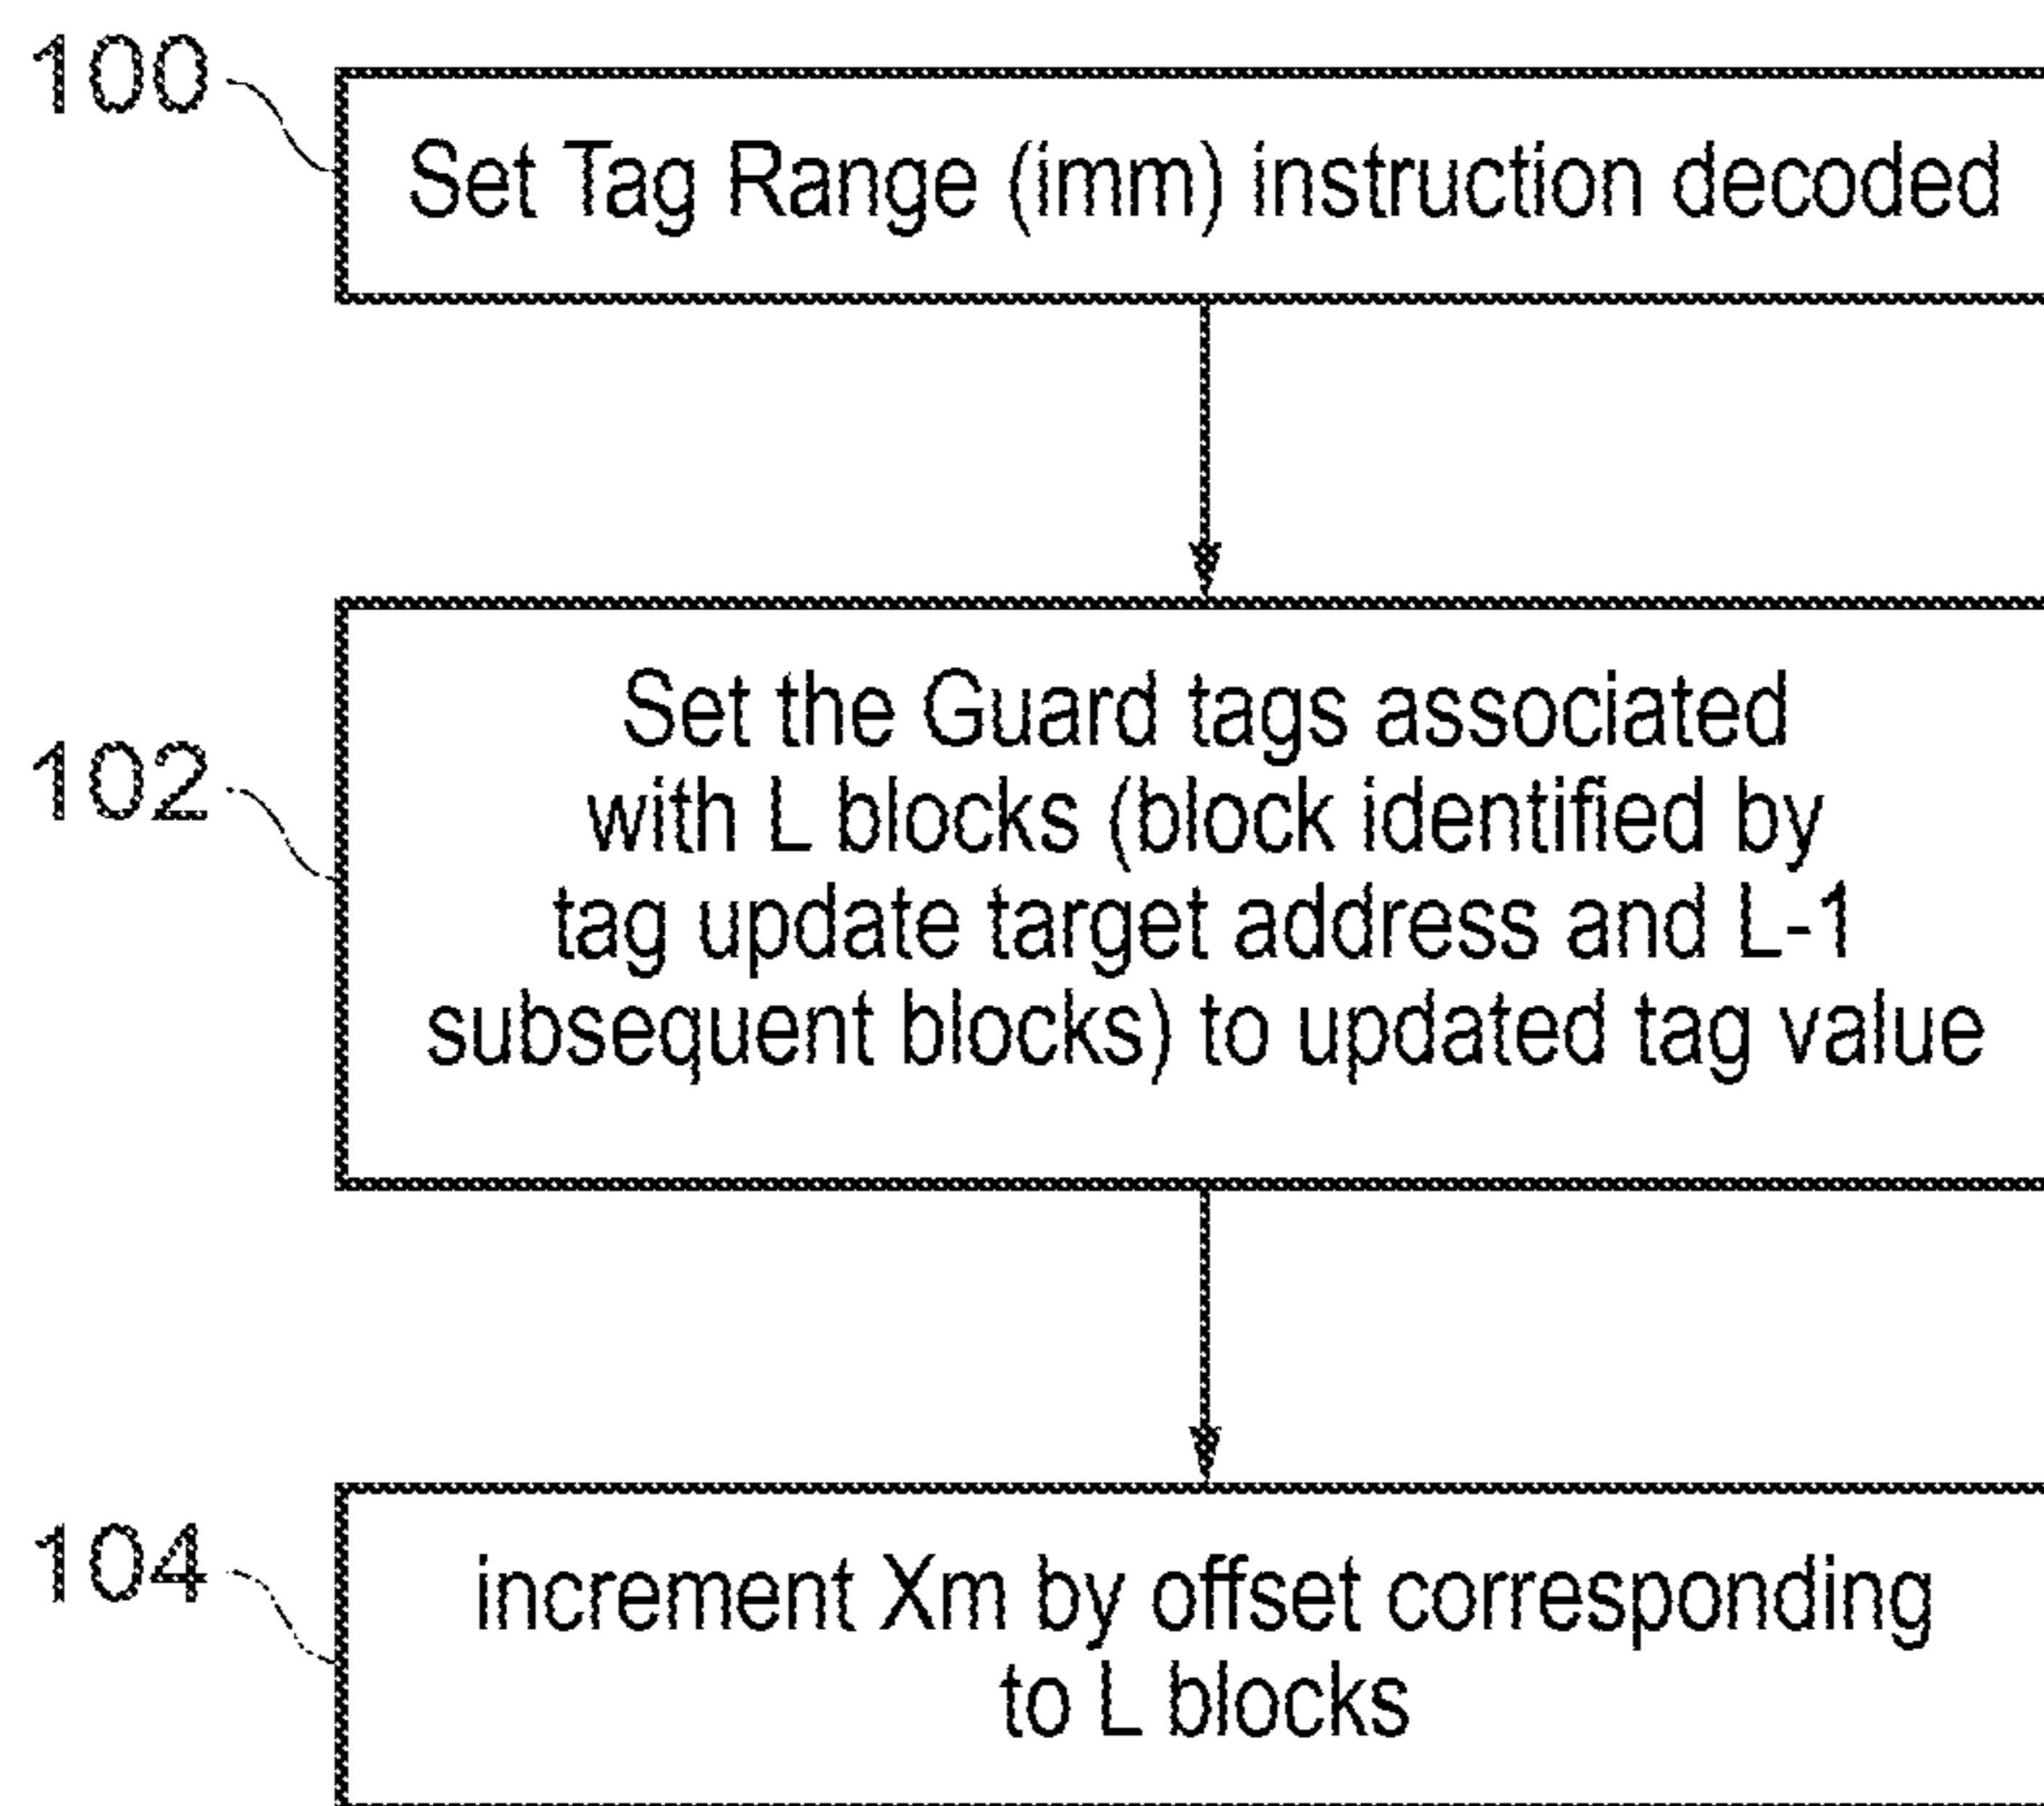 100
Set Tag Range (imm) instruction decoded
102
Set the Guard tags associated
with L blocks (block identified by
tag update target address and L-1
subsequent blocks) to updated tag value
104
increment Xm by offset corresponding
to L blocks